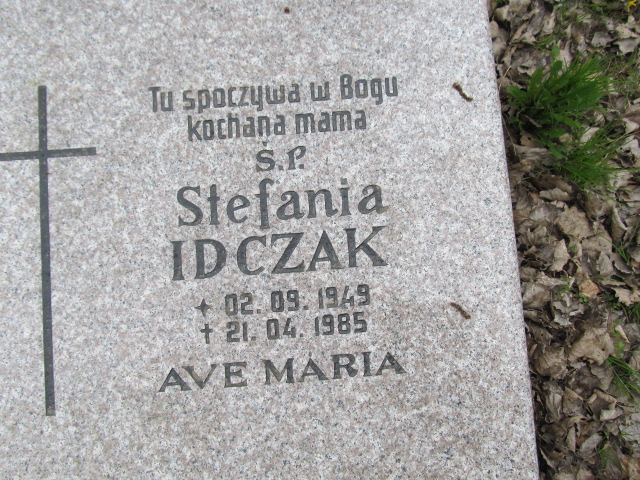 Tu spoczywa w Bogu
kochana mama
Ś.P.
Stefania
IDCZAK
✦ 02. 09. 1949
† 21. 04. 1985
AVE MARIA